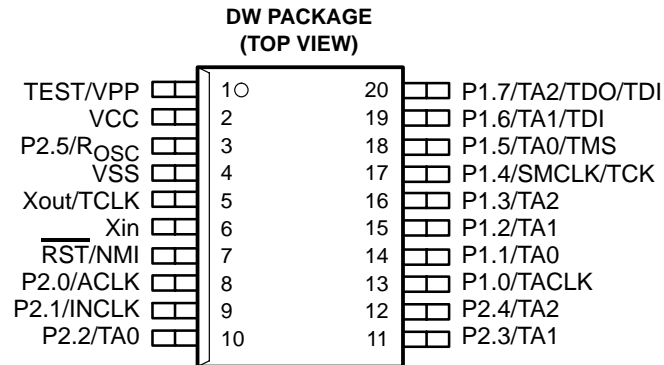 DW PACKAGE
(TOP VIEW)
TEST/VPP 1 20 P1.7/TA2/TDO/TDI
VCC 2 19 P1.6/TA1/TDI
P2.5/ROSC 3 18 P1.5/TA0/TMS
VSS 4 17 P1.4/SMCLK/TCK
Xout/TCLK 5 16 P1.3/TA2
Xin 6 15 P1.2/TA1
RST/NMI 7 14 P1.1/TA0
P2.0/ACLK 8 13 P1.0/TACLK
P2.1/INCLK 9 12 P2.4/TA2
P2.2/TA0 10 11 P2.3/TA1